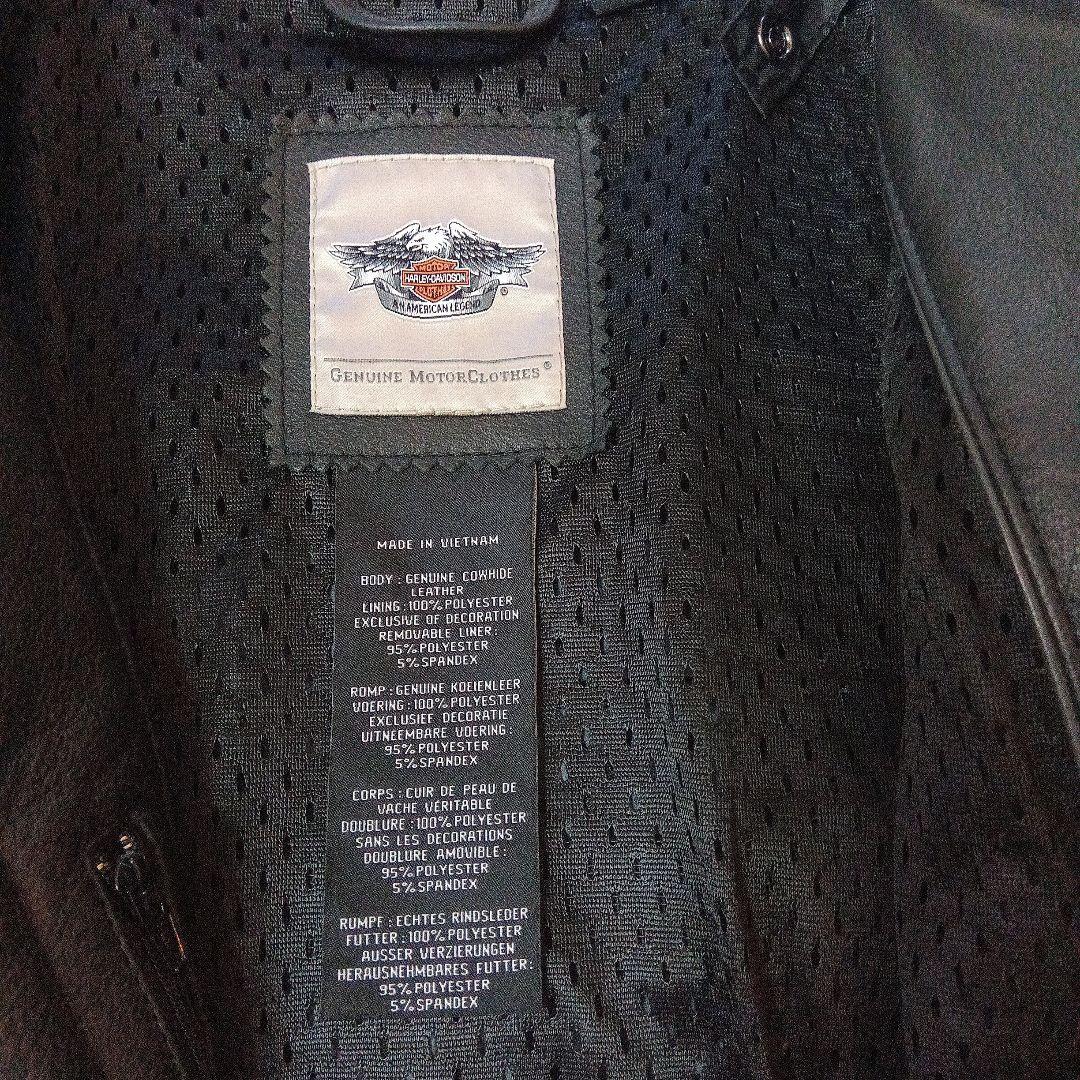 MOTOR
HARLEY-DAVIDSON
CLOTHES
AN AMERICAN LEGEND
®
GENUINE MOTORCLOTHES®
MADE IN VIETNAM
BODY : GENUINE COWHIDE
LEATHER
LINING : 100% POLYESTER
EXCLUSIVE OF DECORATION
REMOVABLE LINER :
95% POLYESTER
5% SPANDEX
ROMP : GENUINE KOEIENLEER
VOERING : 100% POLYESTER
EXCLUSIEF DECORATIE
UITNEEMBARE VOERING :
95% POLYESTER
5% SPANDEX
CORPS : CUIR DE PEAU DE
VACHE VÉRITABLE
DOUBLURE : 100% POLYESTER
SANS LES DECORATIONS
DOUBLURE AMOVIBLE :
95% POLYESTER
5% SPANDEX
RUMPF : ECHTES RINDSLEDER
FUTTER : 100% POLYESTER
AUSSER VERZIERUNGEN
HERAUSNEHMBARES FUTTER :
95% POLYESTER
5% SPANDEX